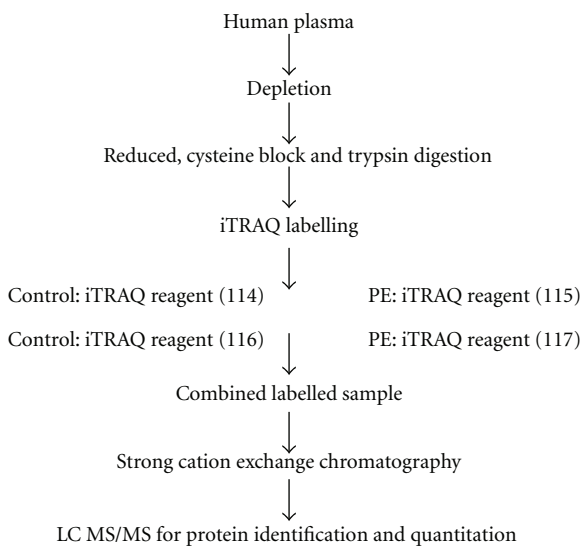 Human plasma
Depletion
Reduced, cysteine block and trypsin digestion
iTRAQ labelling
Control: iTRAQ reagent (114) PE: iTRAQ reagent (115)
Control: iTRAQ reagent (116) PE: iTRAQ reagent (117)
Combined labelled sample
Strong cation exchange chromatography
LC MS/MS for protein identification and quantitation